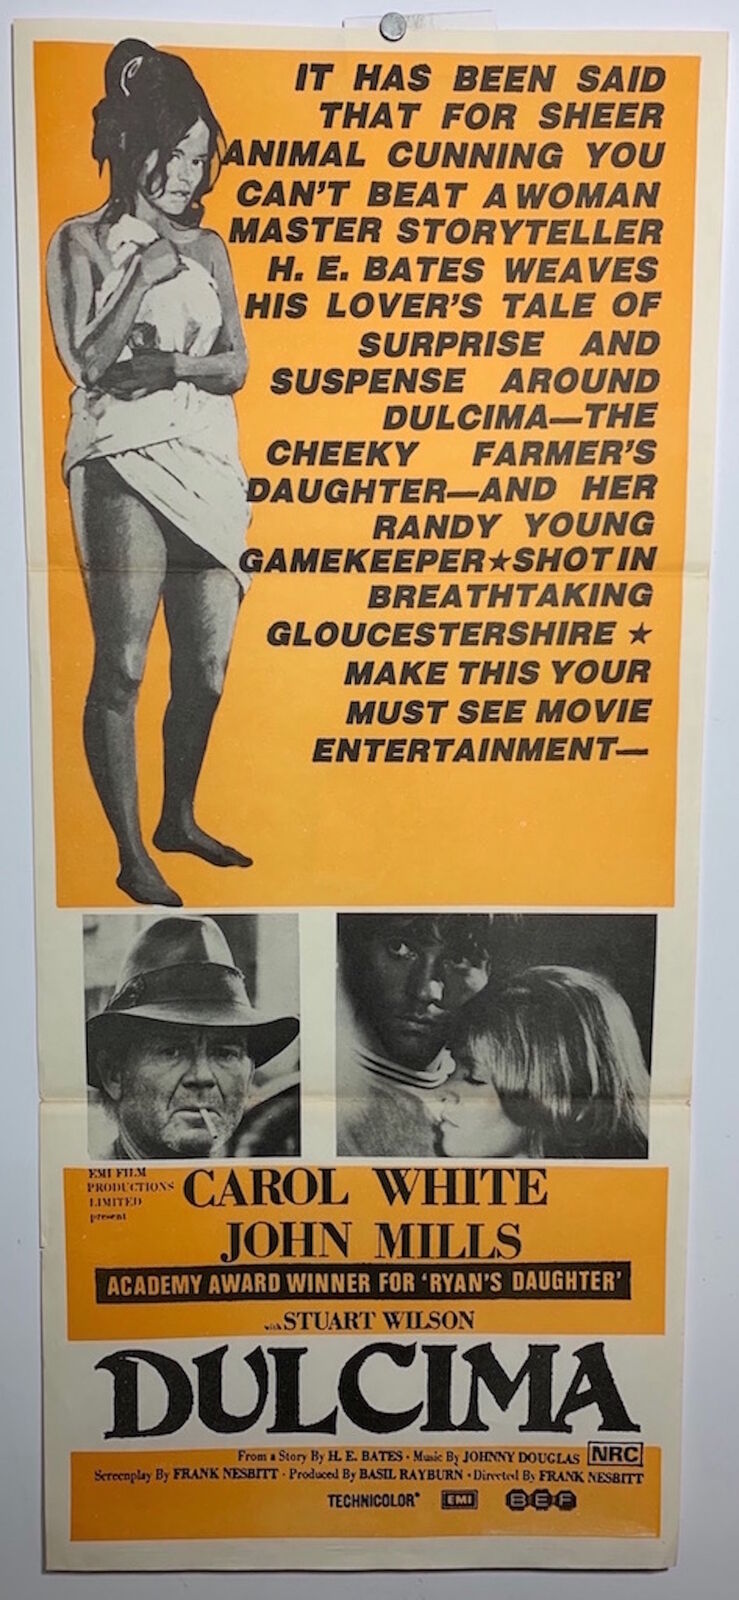 IT HAS BEEN SAID
THAT FOR SHEER
ANIMAL CUNNING YOU
CAN'T BEAT A WOMAN
MASTER STORYTELLER
H. E. BATES WEAVES
HIS LOVER'S TALE OF
SURPRISE AND
SUSPENSE AROUND
DULCIMA—THE
CHEEKY FARMER'S
DAUGHTER—AND HER
RANDY YOUNG
GAMEKEEPER★SHOT IN
BREATHTAKING
GLOUCESTERSHIRE ★
MAKE THIS YOUR
MUST SEE MOVIE
ENTERTAINMENT—
EMI FILM
PRODUCTIONS
LIMITED
present
CAROL WHITE
JOHN MILLS
ACADEMY AWARD WINNER FOR 'RYAN'S DAUGHTER'
with STUART WILSON
DULCIMA
From a Story By H. E. BATES · Music By JOHNNY DOUGLAS NRC
Screenplay By FRANK NESBITT · Produced By BASIL RAYBURN · Directed By FRANK NESBITT
TECHNICOLOR® EMI BEF